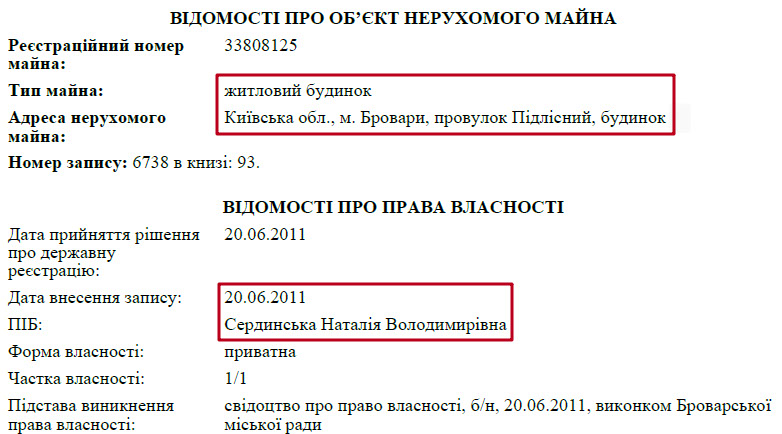 ВІДОМОСТІ ПРО ОБ’ЄКТ НЕРУХОМОГО МАЙНА
Реєстраційний номер майна: 33808125
Тип майна: житловий будинок
Адреса нерухомого майна: Київська обл., м. Бровари, провулок Підлісний, будинок
Номер запису: 6738 в книзі: 93.
ВІДОМОСТІ ПРО ПРАВА ВЛАСНОСТІ
Дата прийняття рішення про державну реєстрацію: 20.06.2011
Дата внесення запису: 20.06.2011
ПІБ: Сердинська Наталія Володимирівна
Форма власності: приватна
Частка власності: 1/1
Підстава виникнення права власності: свідоцтво про право власності, б/н, 20.06.2011, виконком Броварської міської ради